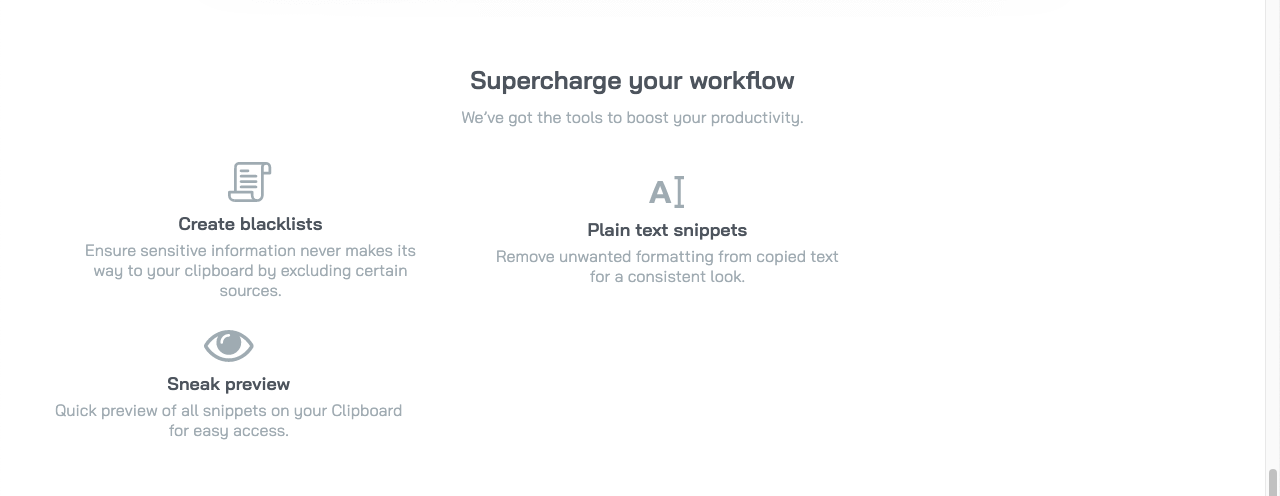 Supercharge your workflow
We’ve got the tools to boost your productivity.
Create blacklists
Ensure sensitive information never makes its
way to your clipboard by excluding certain
sources.
A
Plain text snippets
Remove unwanted formatting from copied text
for a consistent look.
Sneak preview
Quick preview of all snippets on your Clipboard
for easy access.